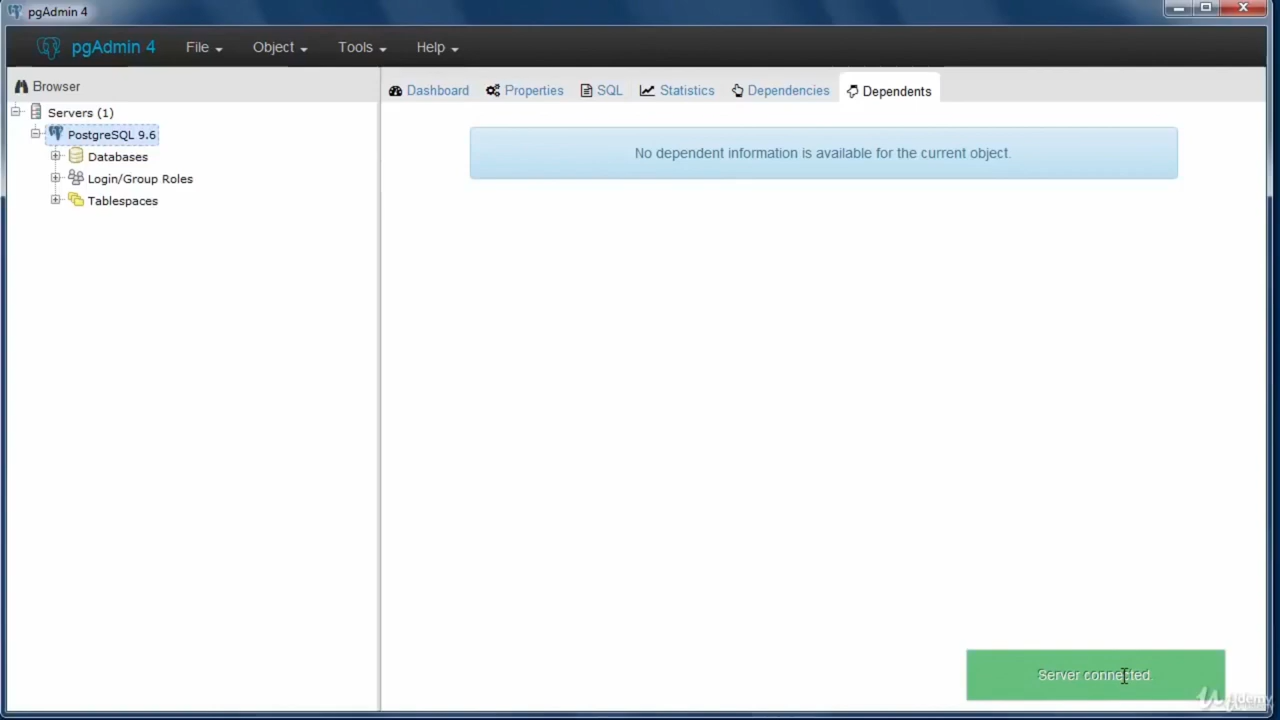 pgAdmin 4
pgAdmin 4 File Object Tools Help
Browser
Dashboard Properties SQL Statistics Dependencies Dependents
Servers (1)
PostgreSQL 9.6
Databases
Login/Group Roles
Tablespaces
No dependent information is available for the current object.
Server connected.
Udemy